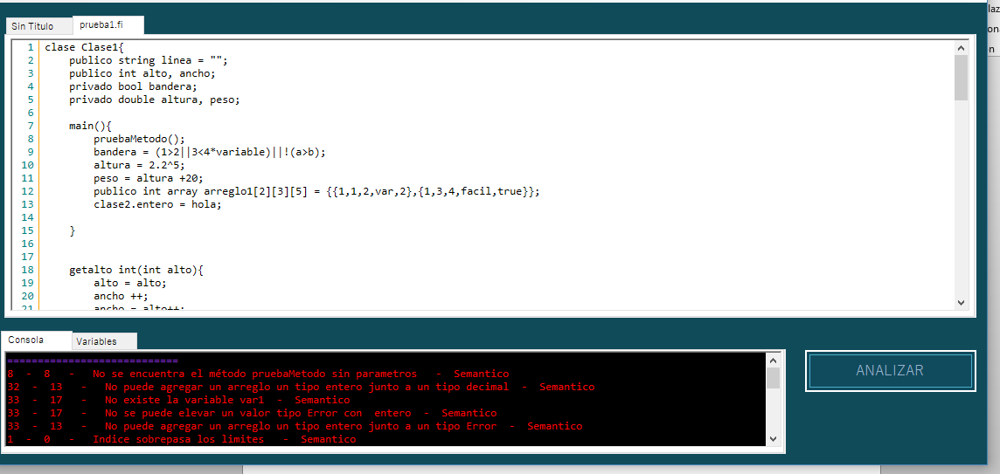 laz
ona
n
Sin Titulo prueba1.fi
1 clase Clase1{
2 publico string linea = "";
3 publico int alto, ancho;
4 privado bool bandera;
5 privado double altura, peso;
6
7 main(){
8 pruebaMetodo();
9 bandera = (1>2||3<4*variable)||!(a>b);
10 altura = 2.2^5;
11 peso = altura +20;
12 publico int array arreglo1[2][3][5] = {{1,1,2,var,2},{1,3,4,facil,true}};
13 clase2.entero = hola;
14
15 }
16
17
18 getalto int(int alto){
19 alto = alto;
20 ancho ++;
21 ancho = alto++;
Consola Variables
============================
8 - 8 - No se encuentra el método pruebaMetodo sin parametros - Semantico
32 - 13 - No puede agregar un arreglo un tipo entero junto a un tipo decimal - Semantico
33 - 17 - No existe la variable var1 - Semantico
33 - 17 - No se puede elevar un valor tipo Error con entero - Semantico
33 - 13 - No puede agregar un arreglo un tipo entero junto a un tipo Error - Semantico
1 - 0 - Indice sobrepasa los limites - Semantico
ANALIZAR